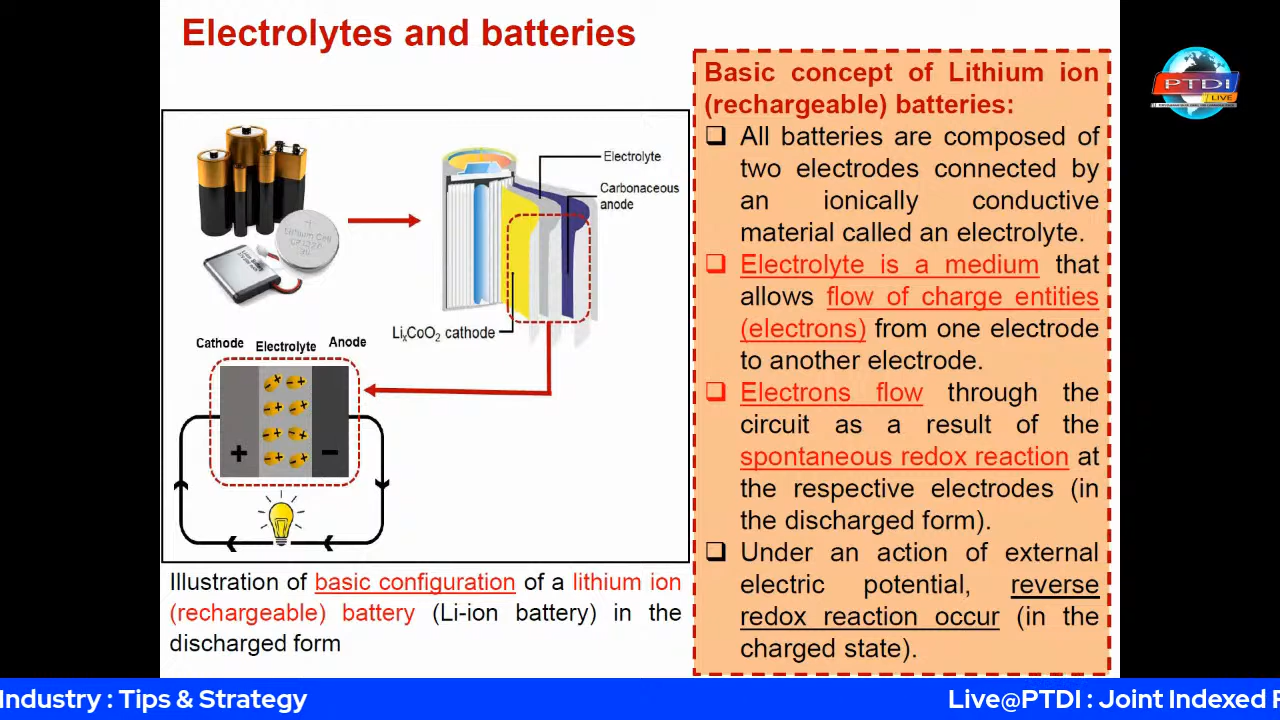 Electrolytes and batteries
Electrolyte
Carbonaceous
anode
LixCoO2 cathode
Cathode Electrolyte Anode
+ −
Illustration of basic configuration of a lithium ion
(rechargeable) battery (Li-ion battery) in the
discharged form
Basic concept of Lithium ion
(rechargeable) batteries:
❑ All batteries are composed of
two electrodes connected by
an ionically conductive
material called an electrolyte.
❑ Electrolyte is a medium that
allows flow of charge entities
(electrons) from one electrode
to another electrode.
❑ Electrons flow through the
circuit as a result of the
spontaneous redox reaction at
the respective electrodes (in
the discharged form).
❑ Under an action of external
electric potential, reverse
redox reaction occur (in the
charged state).
PTDI
LIVE
Industry : Tips & Strategy
Live@PTDI : Joint Indexed